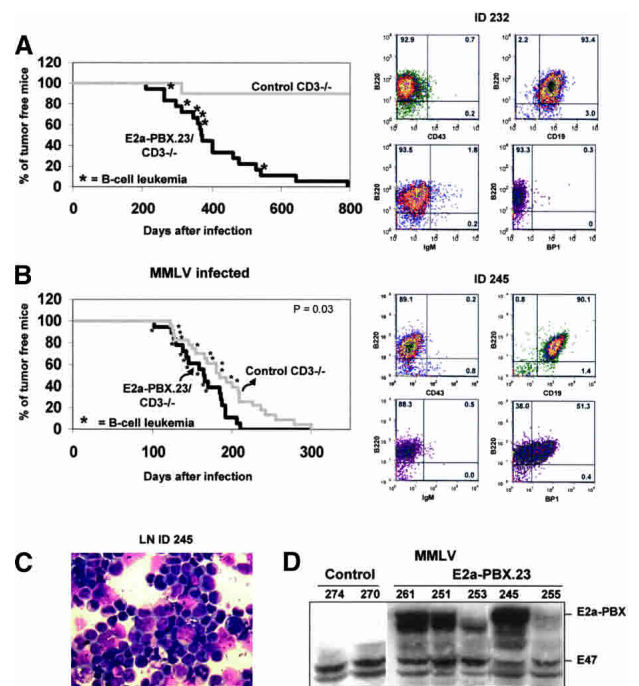 A
% of tumor free mice
120
100
80
60
40
20
0
0 200 400 600 800
Days after infection
Control CD3-/-
E2a-PBX.23/
CD3-/-
* = B-cell leukemia
ID 232
B220
92.9 0.7
0.2
CD43
B220
2.2 93.4
3.0
CD19
B220
93.5 1.8
0.2
IgM
B220
93.3 0.3
0
BP1
B
MMLV infected
% of tumor free mice
120
100
80
60
40
20
0
0 100 200 300
Days after infection
P = 0.03
Control CD3-/-
E2a-PBX.23/
CD3-/-
* = B-cell leukemia
ID 245
B220
89.1 0.2
0.8
CD43
B220
0.8 90.1
1.4
CD19
B220
88.3 0.5
0.0
IgM
B220
38.0 51.3
0.4
BP1
C
LN ID 245
D
MMLV
Control E2a-PBX.23
274 270 261 251 253 245 255
E2a-PBX
E47